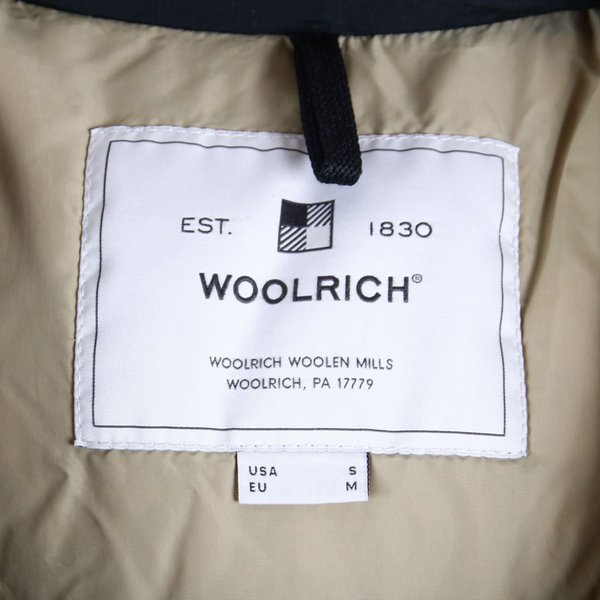 EST. 1830
WOOLRICH®
WOOLRICH WOOLEN MILLS
WOOLRICH, PA 17779
USA S
EU M